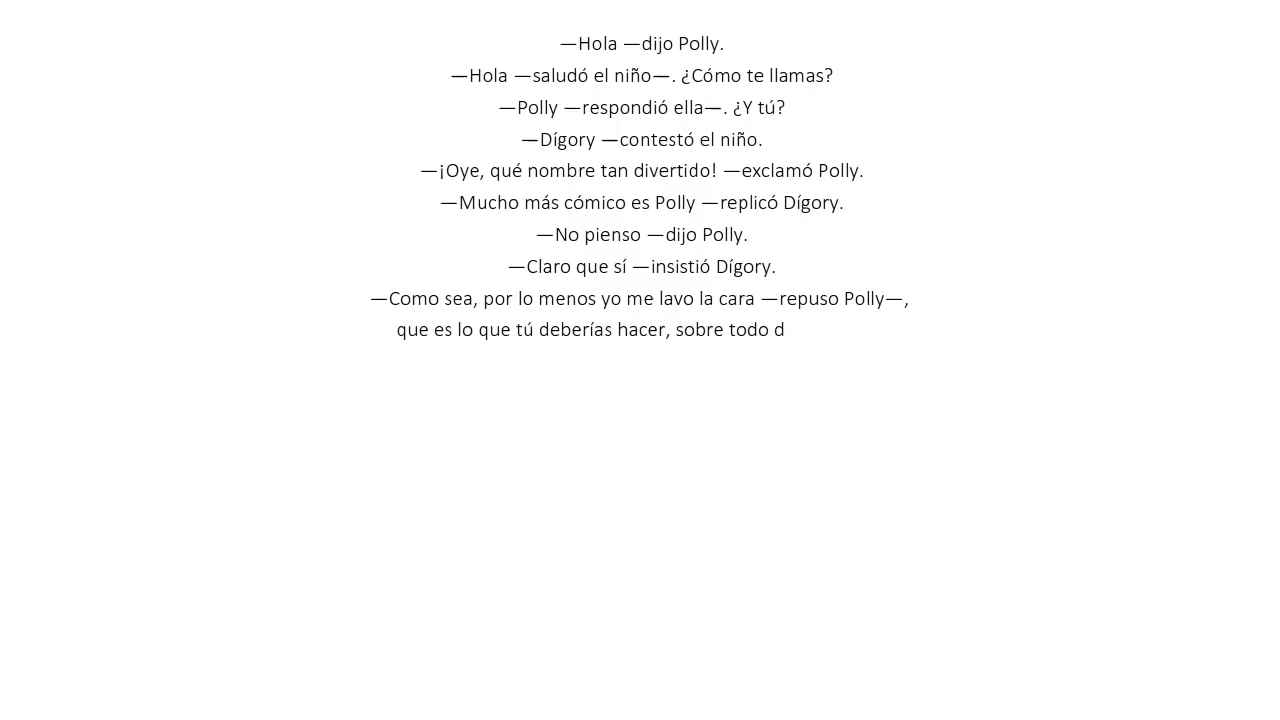 —Hola —dijo Polly.
—Hola —saludó el niño—. ¿Cómo te llamas?
—Polly —respondió ella—. ¿Y tú?
—Dígory —contestó el niño.
—¡Oye, qué nombre tan divertido! —exclamó Polly.
—Mucho más cómico es Polly —replicó Dígory.
—No pienso —dijo Polly.
—Claro que sí —insistió Dígory.
—Como sea, por lo menos yo me lavo la cara —repuso Polly—,
que es lo que tú deberías hacer, sobre todo d